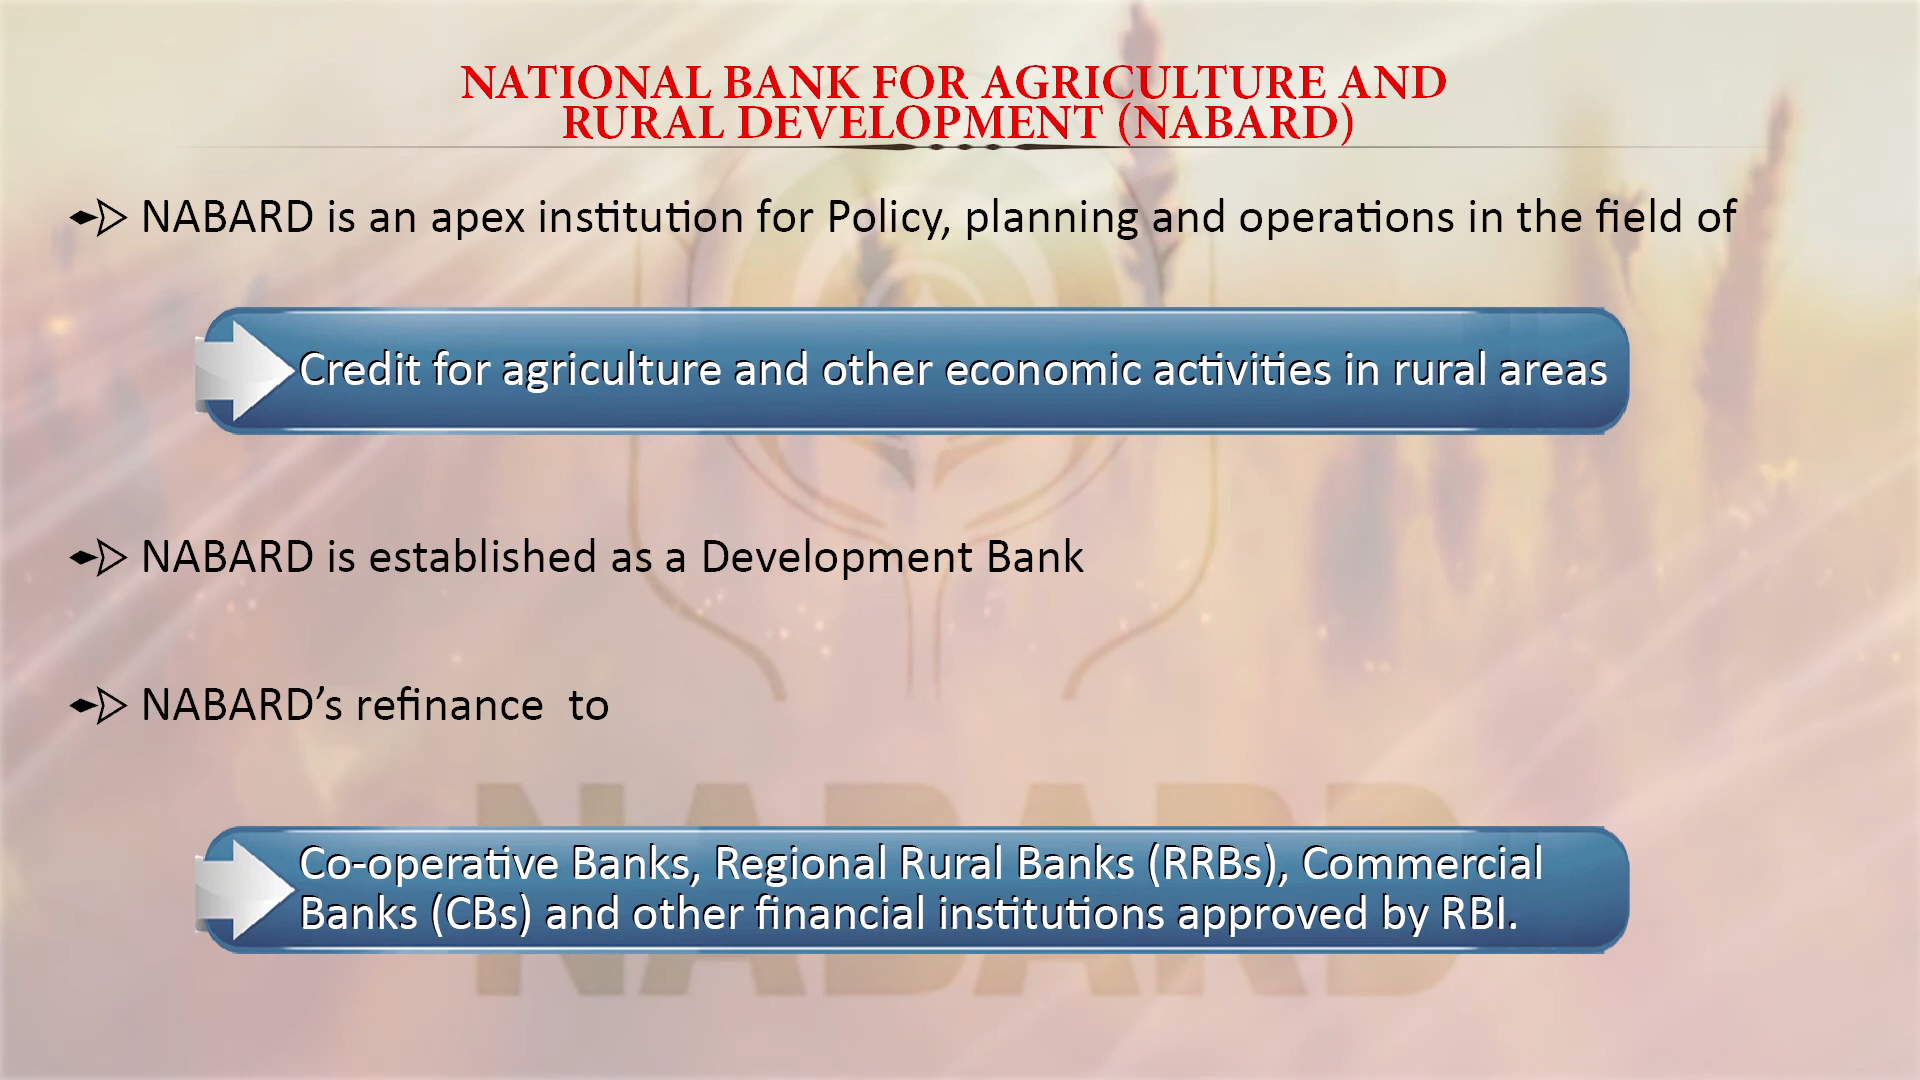 NATIONAL BANK FOR AGRICULTURE AND
RURAL DEVELOPMENT (NABARD)
NABARD is an apex institution for Policy, planning and operations in the field of
Credit for agriculture and other economic activities in rural areas
NABARD is established as a Development Bank
NABARD’s refinance to
Co-operative Banks, Regional Rural Banks (RRBs), Commercial
Banks (CBs) and other financial institutions approved by RBI.
NABARD